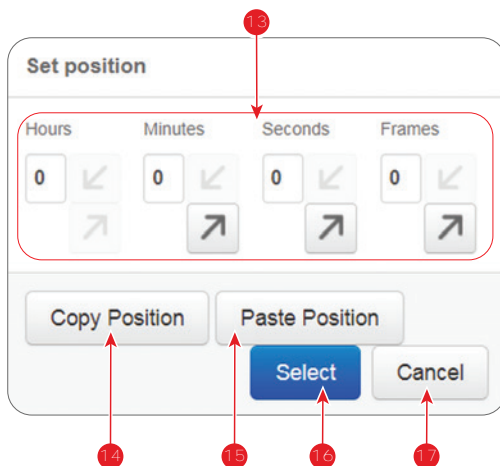 13
Set position
Hours Minutes Seconds Frames
0 0 0 0
Copy Position Paste Position
Select Cancel
14 15 16 17